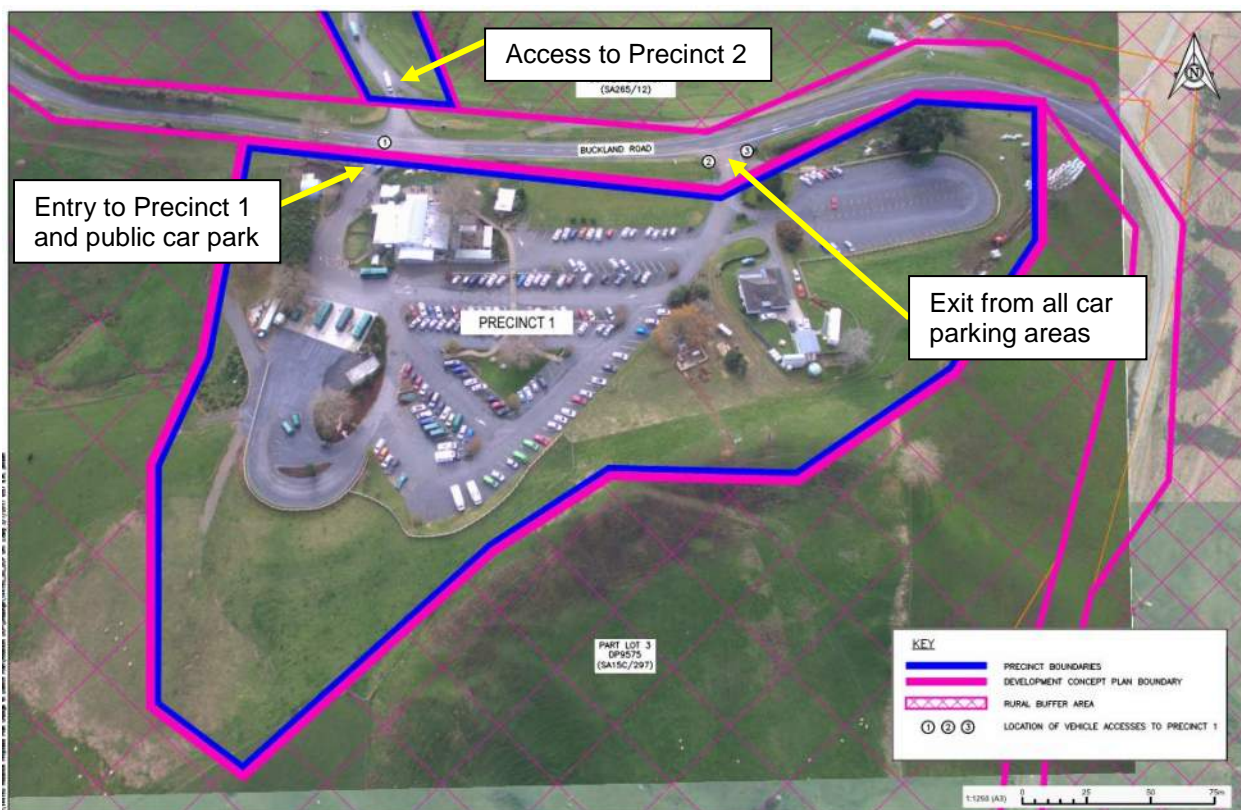 Access to Precinct 2
(SA265/12)
N
①
BUCKLAND ROAD
②
③
Entry to Precinct 1
and public car park
Exit from all car
parking areas
PRECINCT 1
PART LOT 3
DP9575
(SA15C/297)
KEY
PRECINCT BOUNDARIES
DEVELOPMENT CONCEPT PLAN BOUNDARY
RURAL BUFFER AREA
① ② ③ LOCATION OF VEHICLE ACCESSES TO PRECINCT 1
1:1250 (A3) 0 25 50 75m